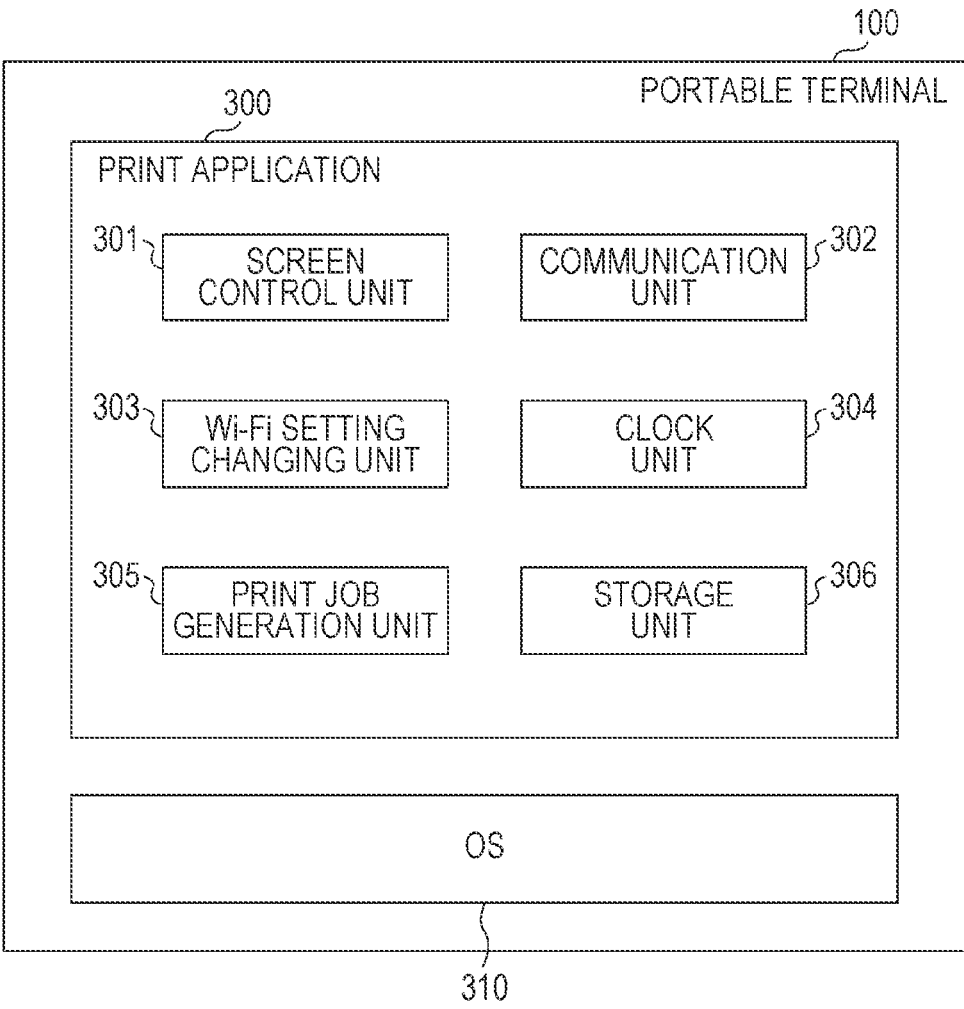 100
PORTABLE TERMINAL
300
PRINT APPLICATION
301
SCREEN
CONTROL UNIT
COMMUNICATION
UNIT
302
303
Wi-Fi SETTING
CHANGING UNIT
CLOCK
UNIT
304
305
PRINT JOB
GENERATION UNIT
STORAGE
UNIT
306
OS
310